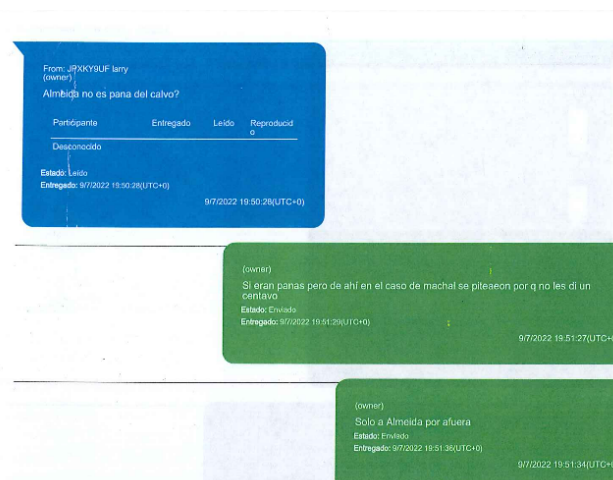 From: JPXKY9UF larry
(owner)
Almeida no es pana del calvo?
Participante Entregado Leído Reproducid
o
Desconocido
Estado: Leído
Entregado: 9/7/2022 19:50:28(UTC+0)
9/7/2022 19:50:28(UTC+0)
(owner)
Si eran panas pero de ahí en el caso de machal se piteaeon por q no les di un
centavo
Estado: Enviado
Entregado: 9/7/2022 19:51:29(UTC+0)
9/7/2022 19:51:27(UTC+0
(owner)
Solo a Almeida por afuera
Estado: Enviado
Entregado: 9/7/2022 19:51:36(UTC+0)
9/7/2022 19:51:34(UTC+0